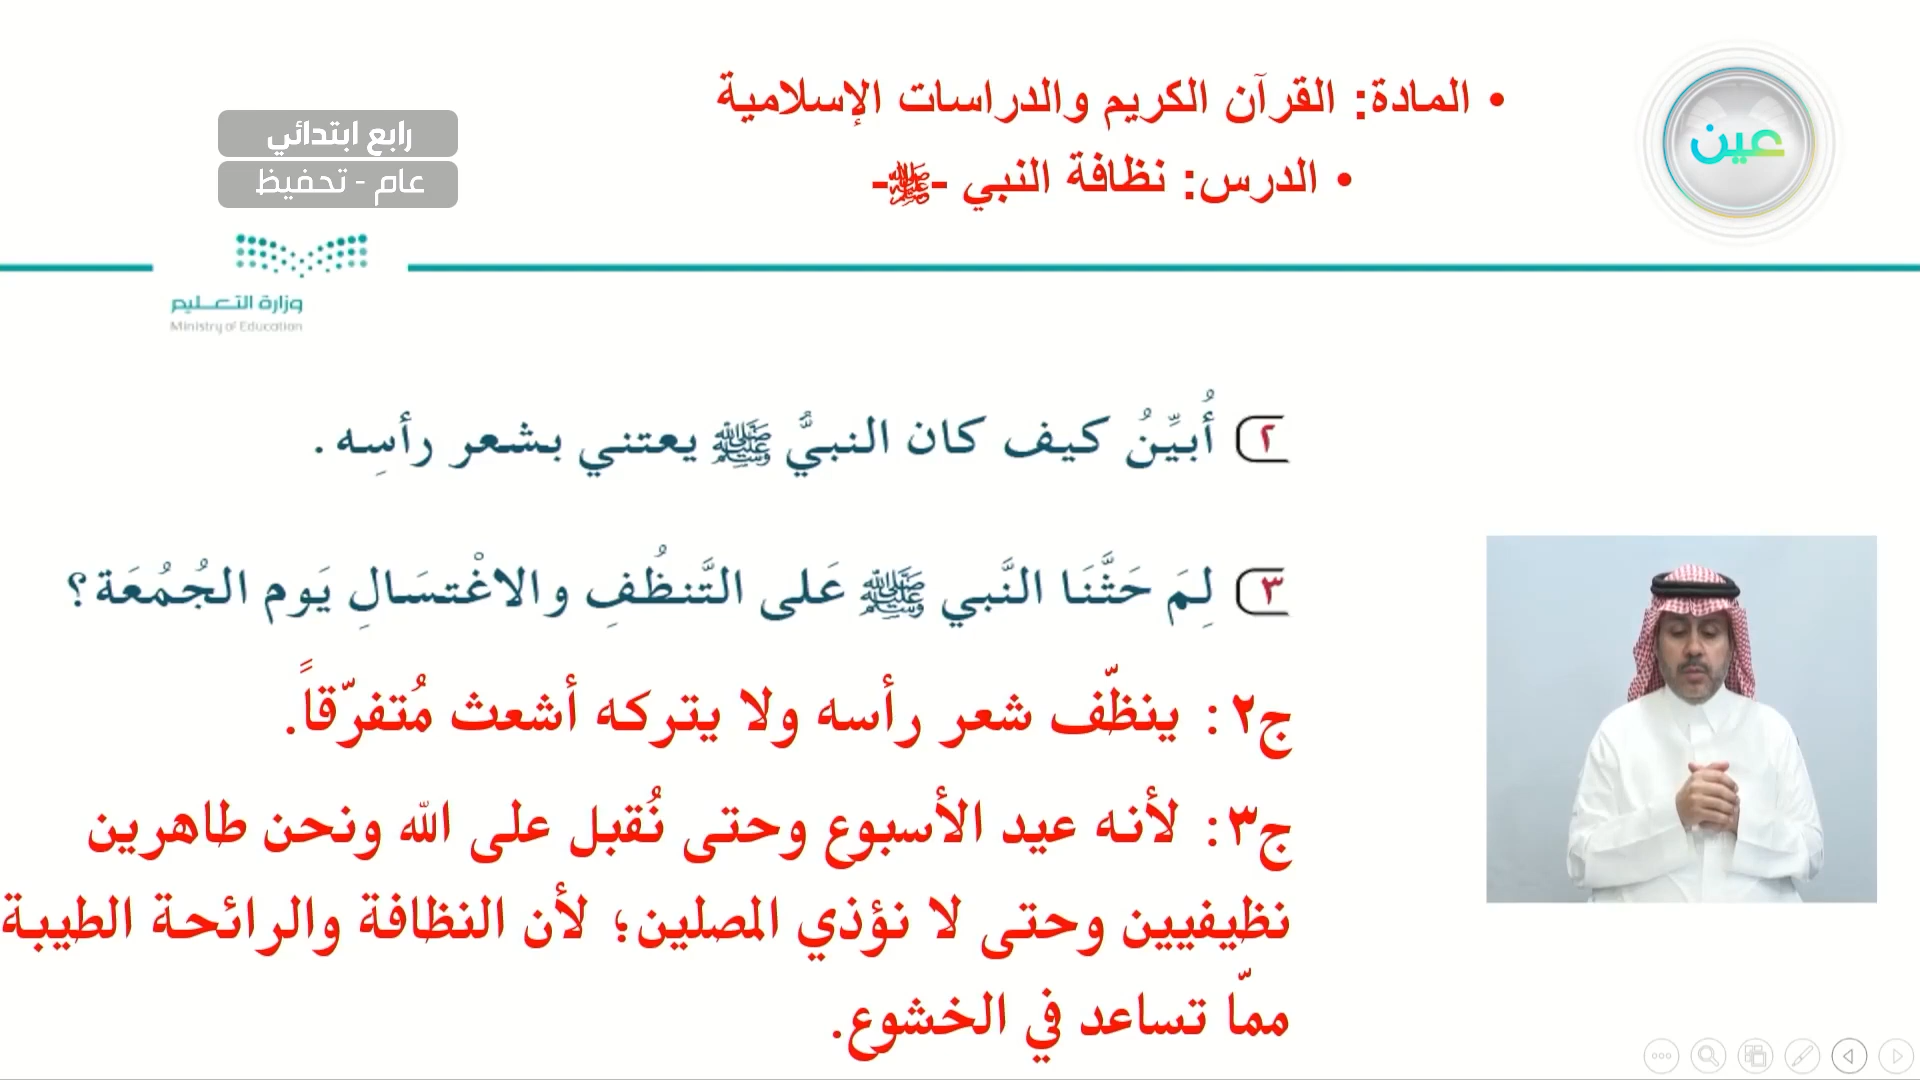 • المادة: القرآن الكريم والدراسات الإسلامية
• الدرس: نظافة النبي -ﷺ-
عين
رابع ابتدائي
عام - تحفيظ
وزارة التعليم
Ministry of Education
٢ أُبيِّنُ كيف كان النبيُّ ﷺ يعتني بشعر رأسِه .
٣ لِمَ حَثَّنَا النَّبي ﷺ عَلى التَّنظُفِ والاغْتسَالِ يَوم الجُمُعَة؟
ج٢: ينظّف شعر رأسه ولا يتركه أشعث مُتفرّقاً.
ج٣: لأنه عيد الأسبوع وحتى نُقبل على الله ونحن طاهرين
نظيفيين وحتى لا نؤذي المصلين؛ لأن النظافة والرائحة الطيبة
ممّا تساعد في الخشوع.